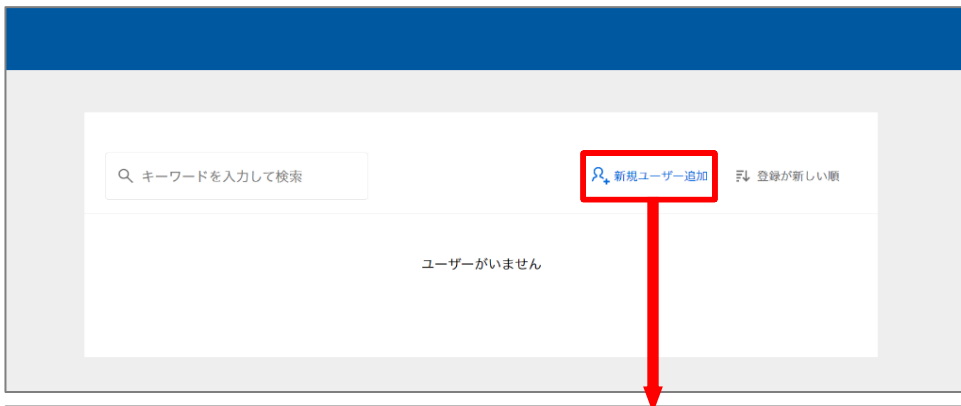 キーワードを入力して検索
新規ユーザー追加
登録が新しい順
ユーザーがいません